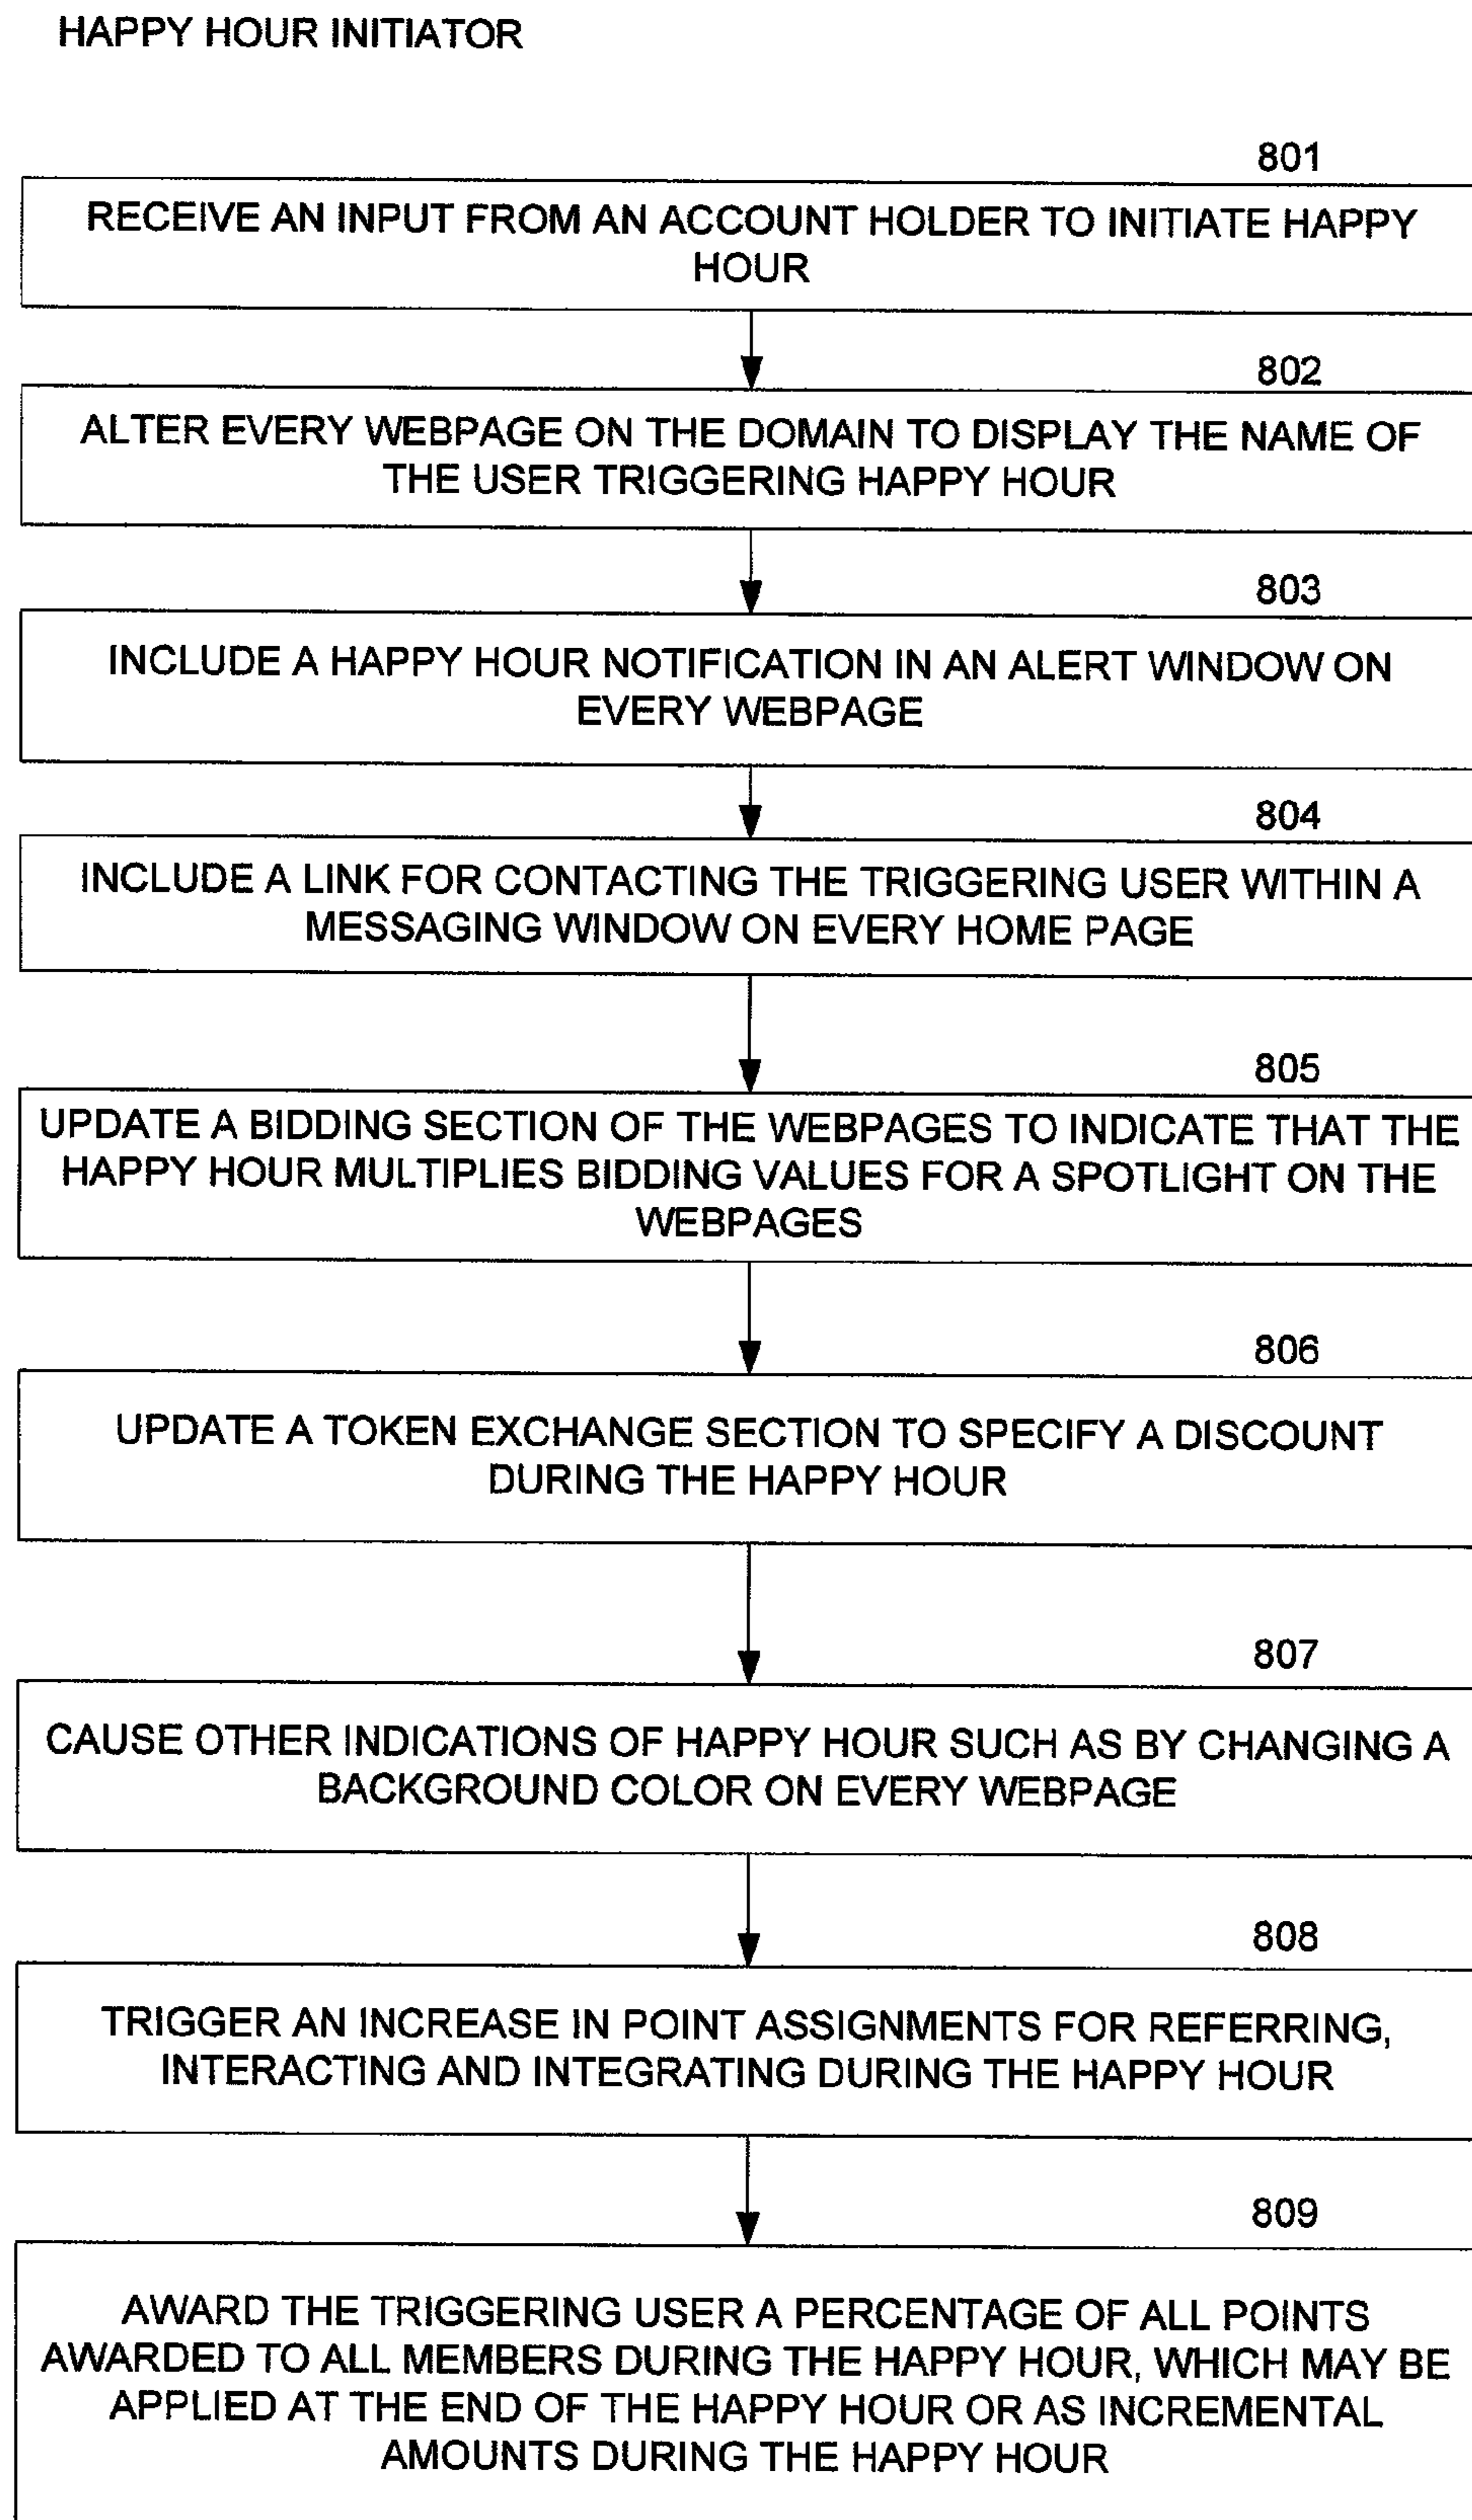 HAPPY HOUR INITIATOR
801
RECEIVE AN INPUT FROM AN ACCOUNT HOLDER TO INITIATE HAPPY
HOUR
802
ALTER EVERY WEBPAGE ON THE DOMAIN TO DISPLAY THE NAME OF
THE USER TRIGGERING HAPPY HOUR
803
INCLUDE A HAPPY HOUR NOTIFICATION IN AN ALERT WINDOW ON
EVERY WEBPAGE
804
INCLUDE A LINK FOR CONTACTING THE TRIGGERING USER WITHIN A
MESSAGING WINDOW ON EVERY HOME PAGE
805
UPDATE A BIDDING SECTION OF THE WEBPAGES TO INDICATE THAT THE
HAPPY HOUR MULTIPLIES BIDDING VALUES FOR A SPOTLIGHT ON THE
WEBPAGES
806
UPDATE A TOKEN EXCHANGE SECTION TO SPECIFY A DISCOUNT
DURING THE HAPPY HOUR
807
CAUSE OTHER INDICATIONS OF HAPPY HOUR SUCH AS BY CHANGING A
BACKGROUND COLOR ON EVERY WEBPAGE
808
TRIGGER AN INCREASE IN POINT ASSIGNMENTS FOR REFERRING,
INTERACTING AND INTEGRATING DURING THE HAPPY HOUR
809
AWARD THE TRIGGERING USER A PERCENTAGE OF ALL POINTS
AWARDED TO ALL MEMBERS DURING THE HAPPY HOUR, WHICH MAY BE
APPLIED AT THE END OF THE HAPPY HOUR OR AS INCREMENTAL
AMOUNTS DURING THE HAPPY HOUR